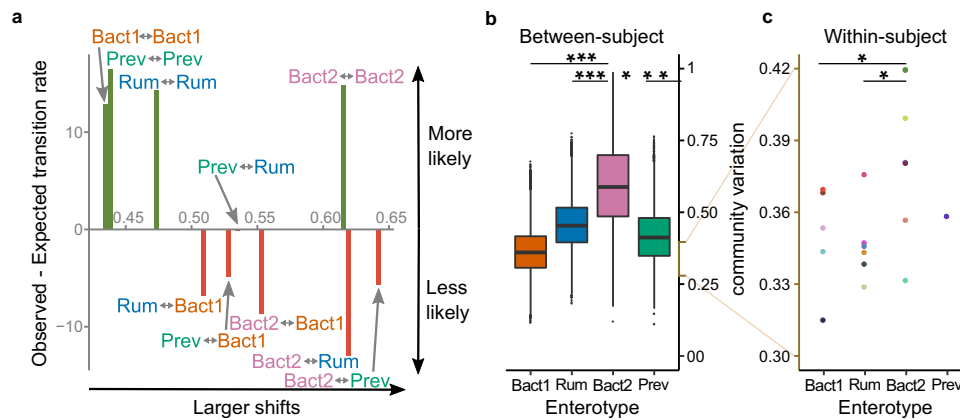 a
Observed - Expected transition rate
10
0
−10
Bact1↔Bact1
Prev↔Prev
Rum↔Rum
Bact2↔Bact2
Prev↔Rum
0.45
0.50
0.55
0.60
0.65
Rum↔Bact1
Prev↔Bact1
Bact2↔Bact1
Bact2↔Rum
Bact2↔Prev
More
likely
Less
likely
Larger shifts
b
Between-subject
***
*** * **
1
0.75
0.50
0.25
00
community variation
Bact1 Rum Bact2 Prev
Enterotype
c
Within-subject
*
*
0.42
0.39
0.36
0.33
0.30
Bact1 Rum Bact2 Prev
Enterotype